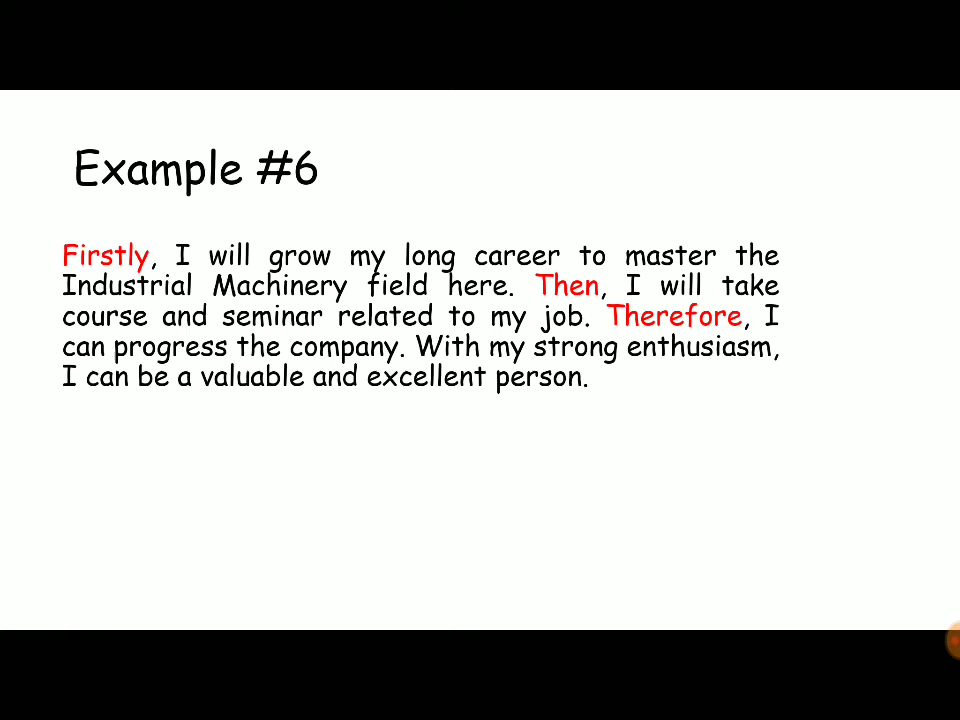 Example #6
Firstly, I will grow my long career to master the
Industrial Machinery field here. Then, I will take
course and seminar related to my job. Therefore, I
can progress the company. With my strong enthusiasm,
I can be a valuable and excellent person.